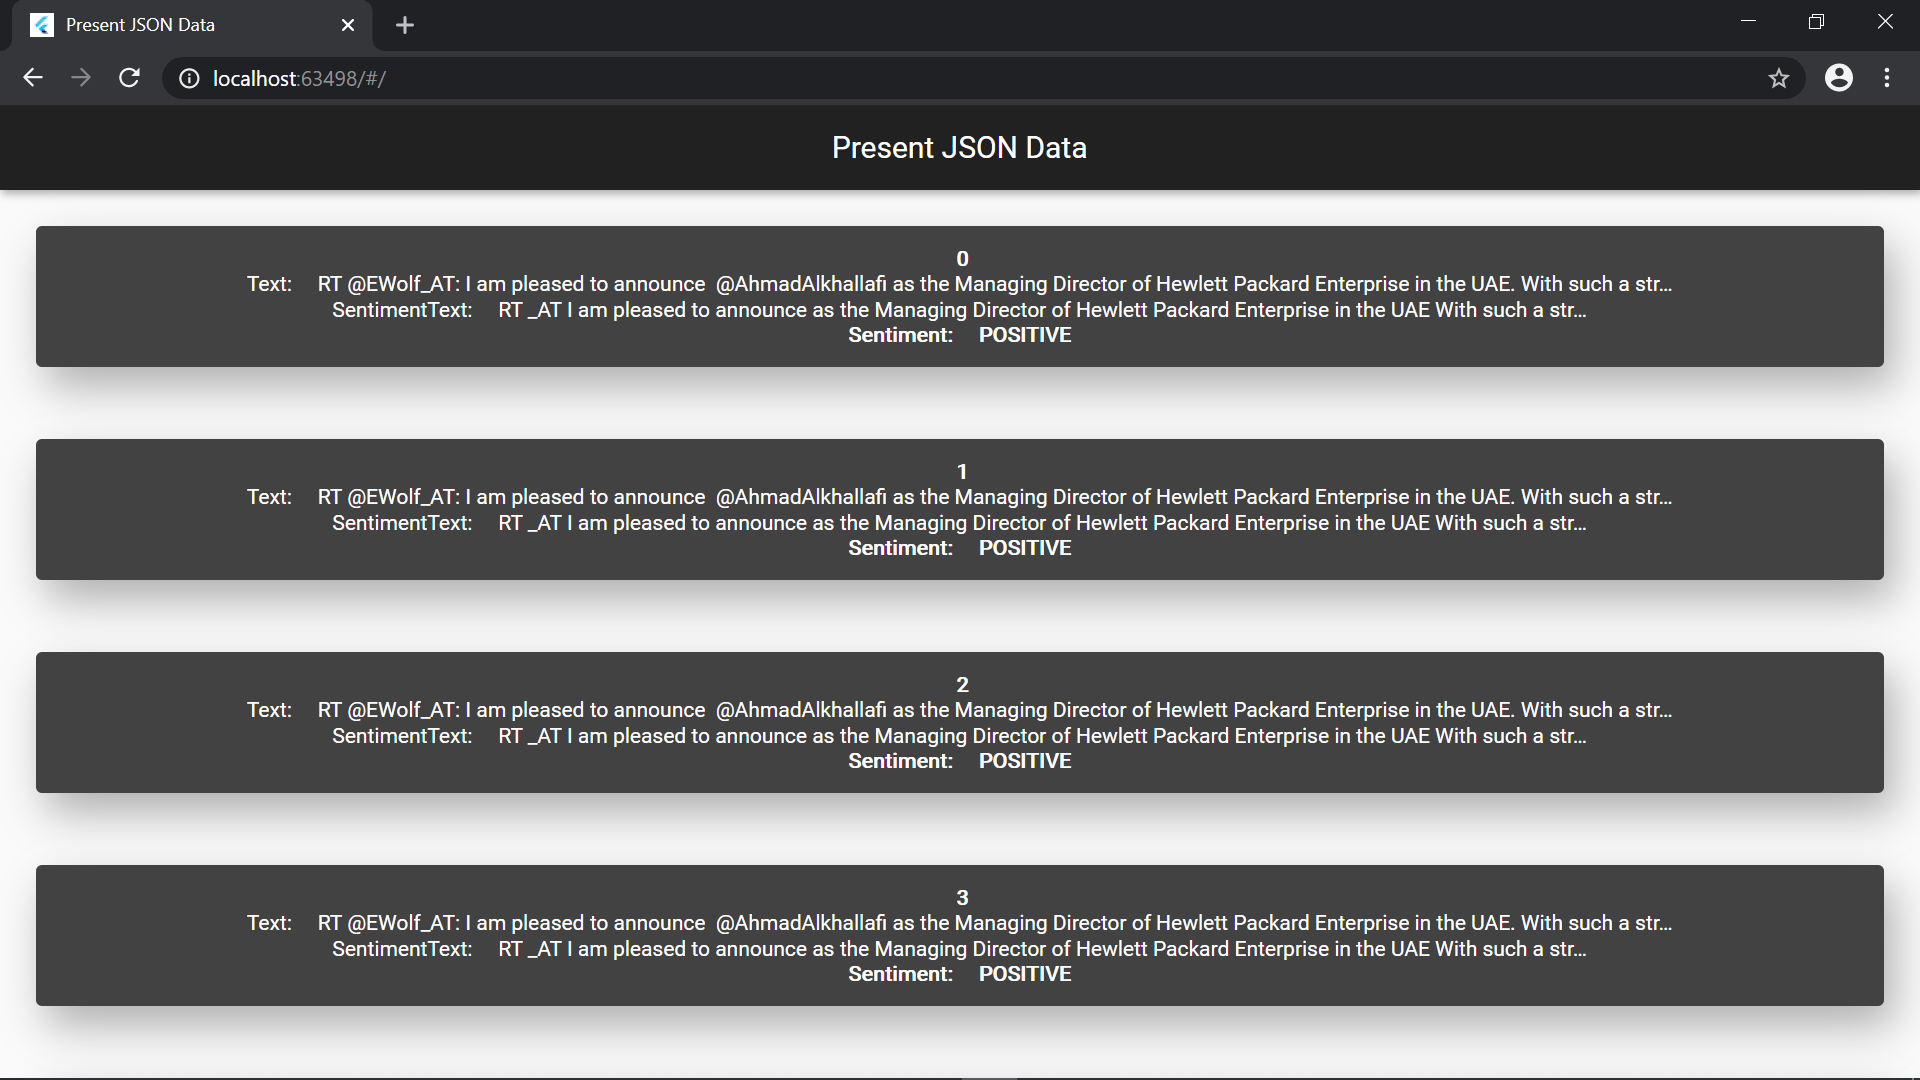 Present JSON Data
localhost:63498/#/
Present JSON Data
0
Text: RT @EWolf_AT: I am pleased to announce @AhmadAlkhallafi as the Managing Director of Hewlett Packard Enterprise in the UAE. With such a str...
SentimentText: RT _AT I am pleased to announce as the Managing Director of Hewlett Packard Enterprise in the UAE With such a str...
Sentiment: POSITIVE
1
Text: RT @EWolf_AT: I am pleased to announce @AhmadAlkhallafi as the Managing Director of Hewlett Packard Enterprise in the UAE. With such a str...
SentimentText: RT _AT I am pleased to announce as the Managing Director of Hewlett Packard Enterprise in the UAE With such a str...
Sentiment: POSITIVE
2
Text: RT @EWolf_AT: I am pleased to announce @AhmadAlkhallafi as the Managing Director of Hewlett Packard Enterprise in the UAE. With such a str...
SentimentText: RT _AT I am pleased to announce as the Managing Director of Hewlett Packard Enterprise in the UAE With such a str...
Sentiment: POSITIVE
3
Text: RT @EWolf_AT: I am pleased to announce @AhmadAlkhallafi as the Managing Director of Hewlett Packard Enterprise in the UAE. With such a str...
SentimentText: RT _AT I am pleased to announce as the Managing Director of Hewlett Packard Enterprise in the UAE With such a str...
Sentiment: POSITIVE